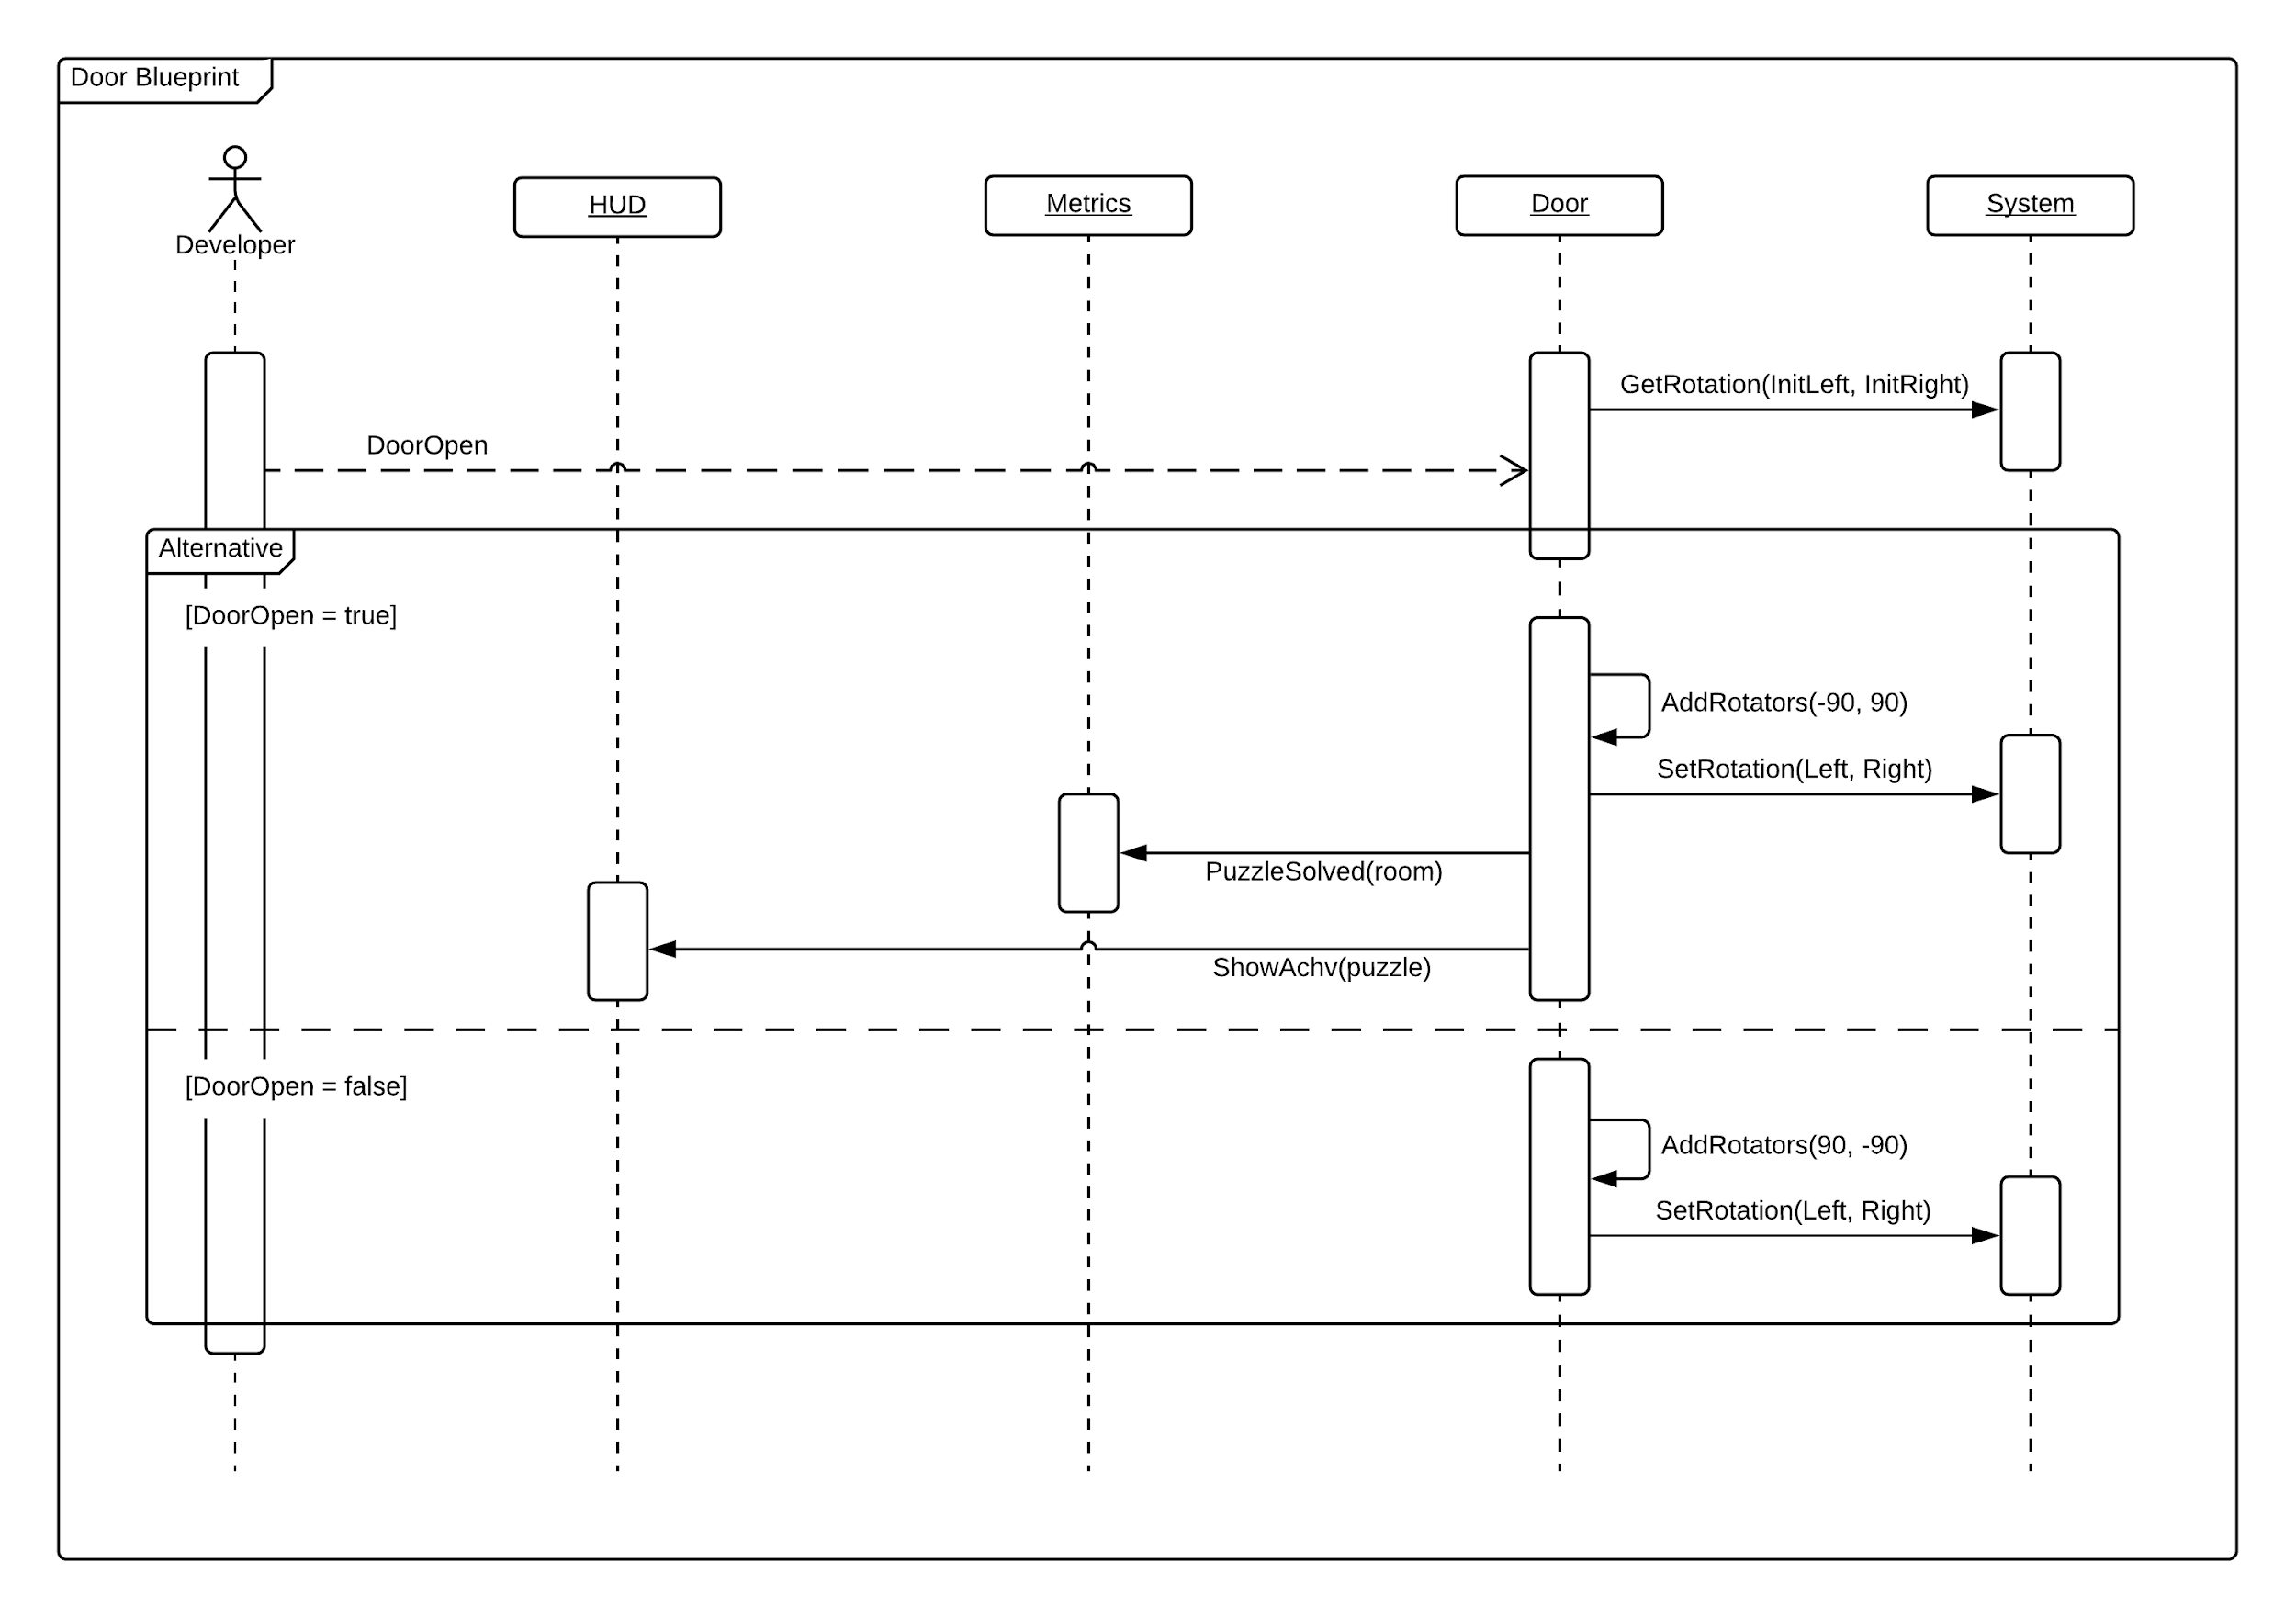 Door Blueprint
Developer
HUD
Metrics
Door
System
GetRotation(InitLeft, InitRight)
DoorOpen
Alternative
[DoorOpen = true]
AddRotators(-90, 90)
SetRotation(Left, Right)
PuzzleSolved(room)
ShowAchv(puzzle)
[DoorOpen = false]
AddRotators(90, -90)
SetRotation(Left, Right)